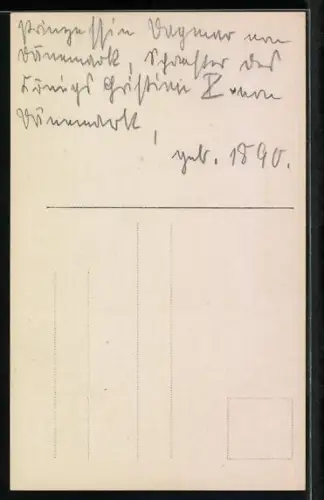 Prinzessin Dagmar von
Dänemark, Schwester des
Königs Christian X von
Dänemark,
geb. 1890.